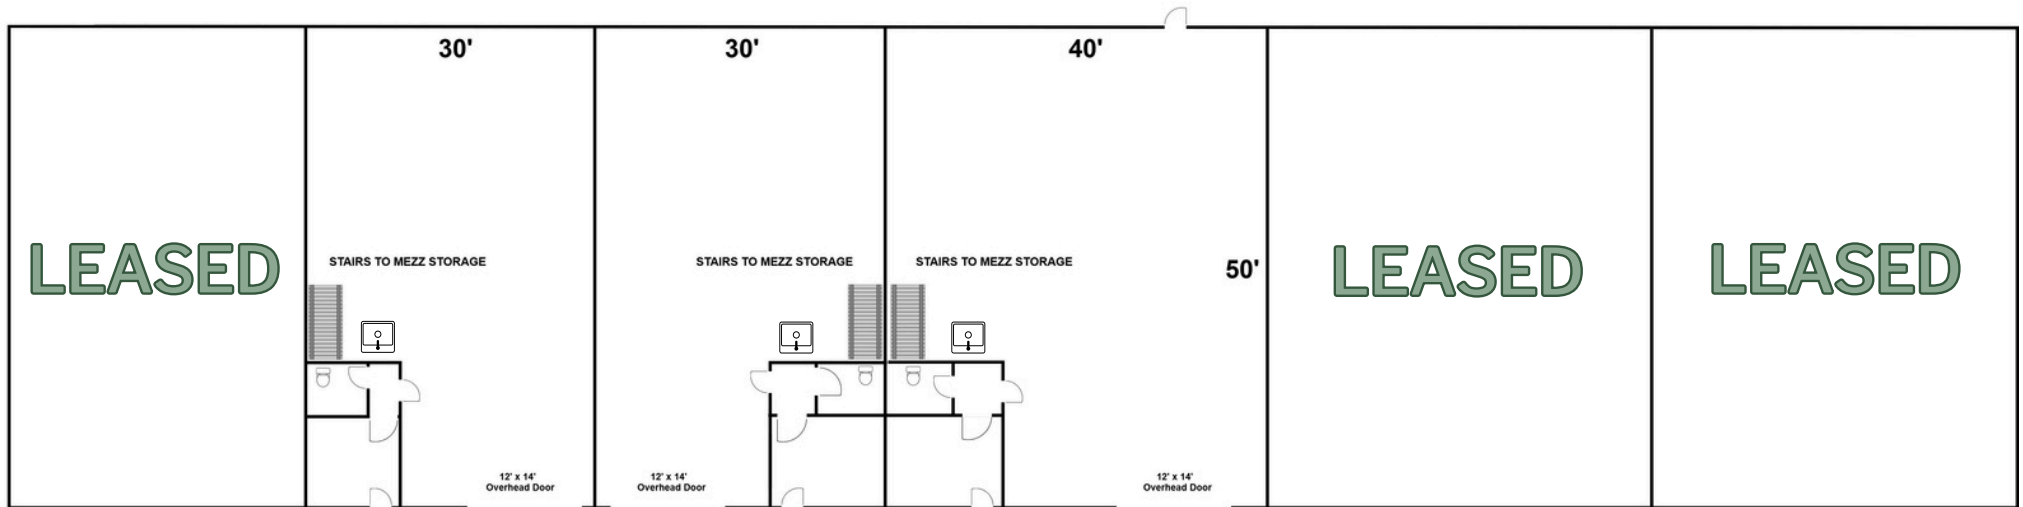 30'
30'
40'
LEASED
STAIRS TO MEZZ STORAGE
STAIRS TO MEZZ STORAGE
STAIRS TO MEZZ STORAGE
50'
LEASED
LEASED
12' x 14'
Overhead Door
12' x 14'
Overhead Door
12' x 14'
Overhead Door